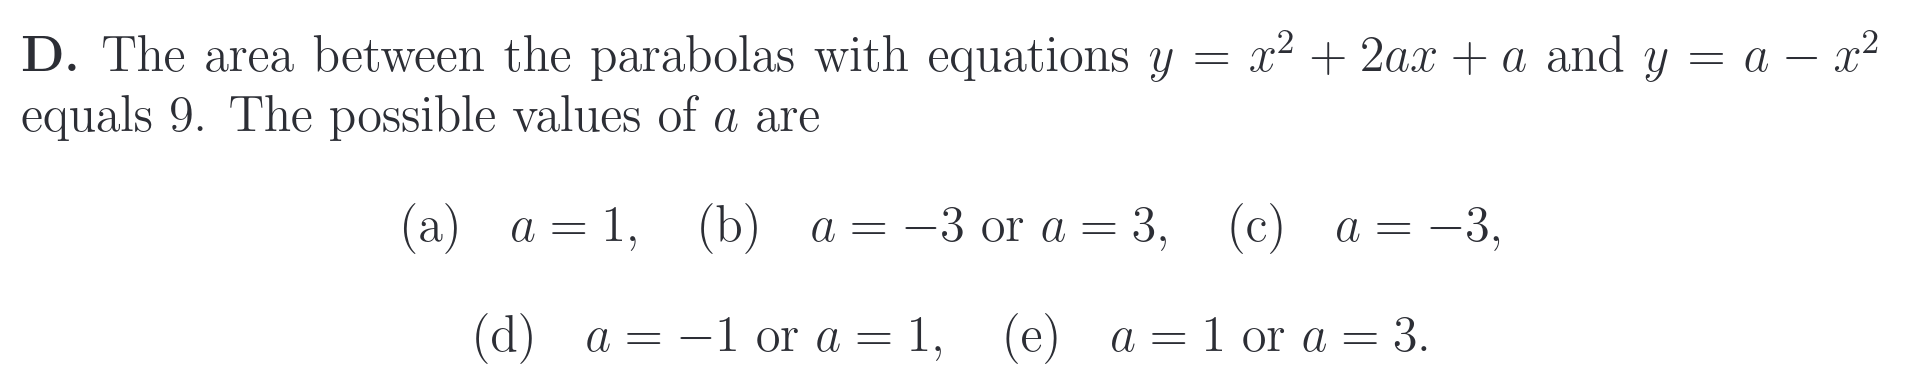 D. The area between the parabolas with equations y = x² + 2ax + a and y = a − x²
equals 9. The possible values of a are
(a) a = 1, (b) a = −3 or a = 3, (c) a = −3,
(d) a = −1 or a = 1, (e) a = 1 or a = 3.